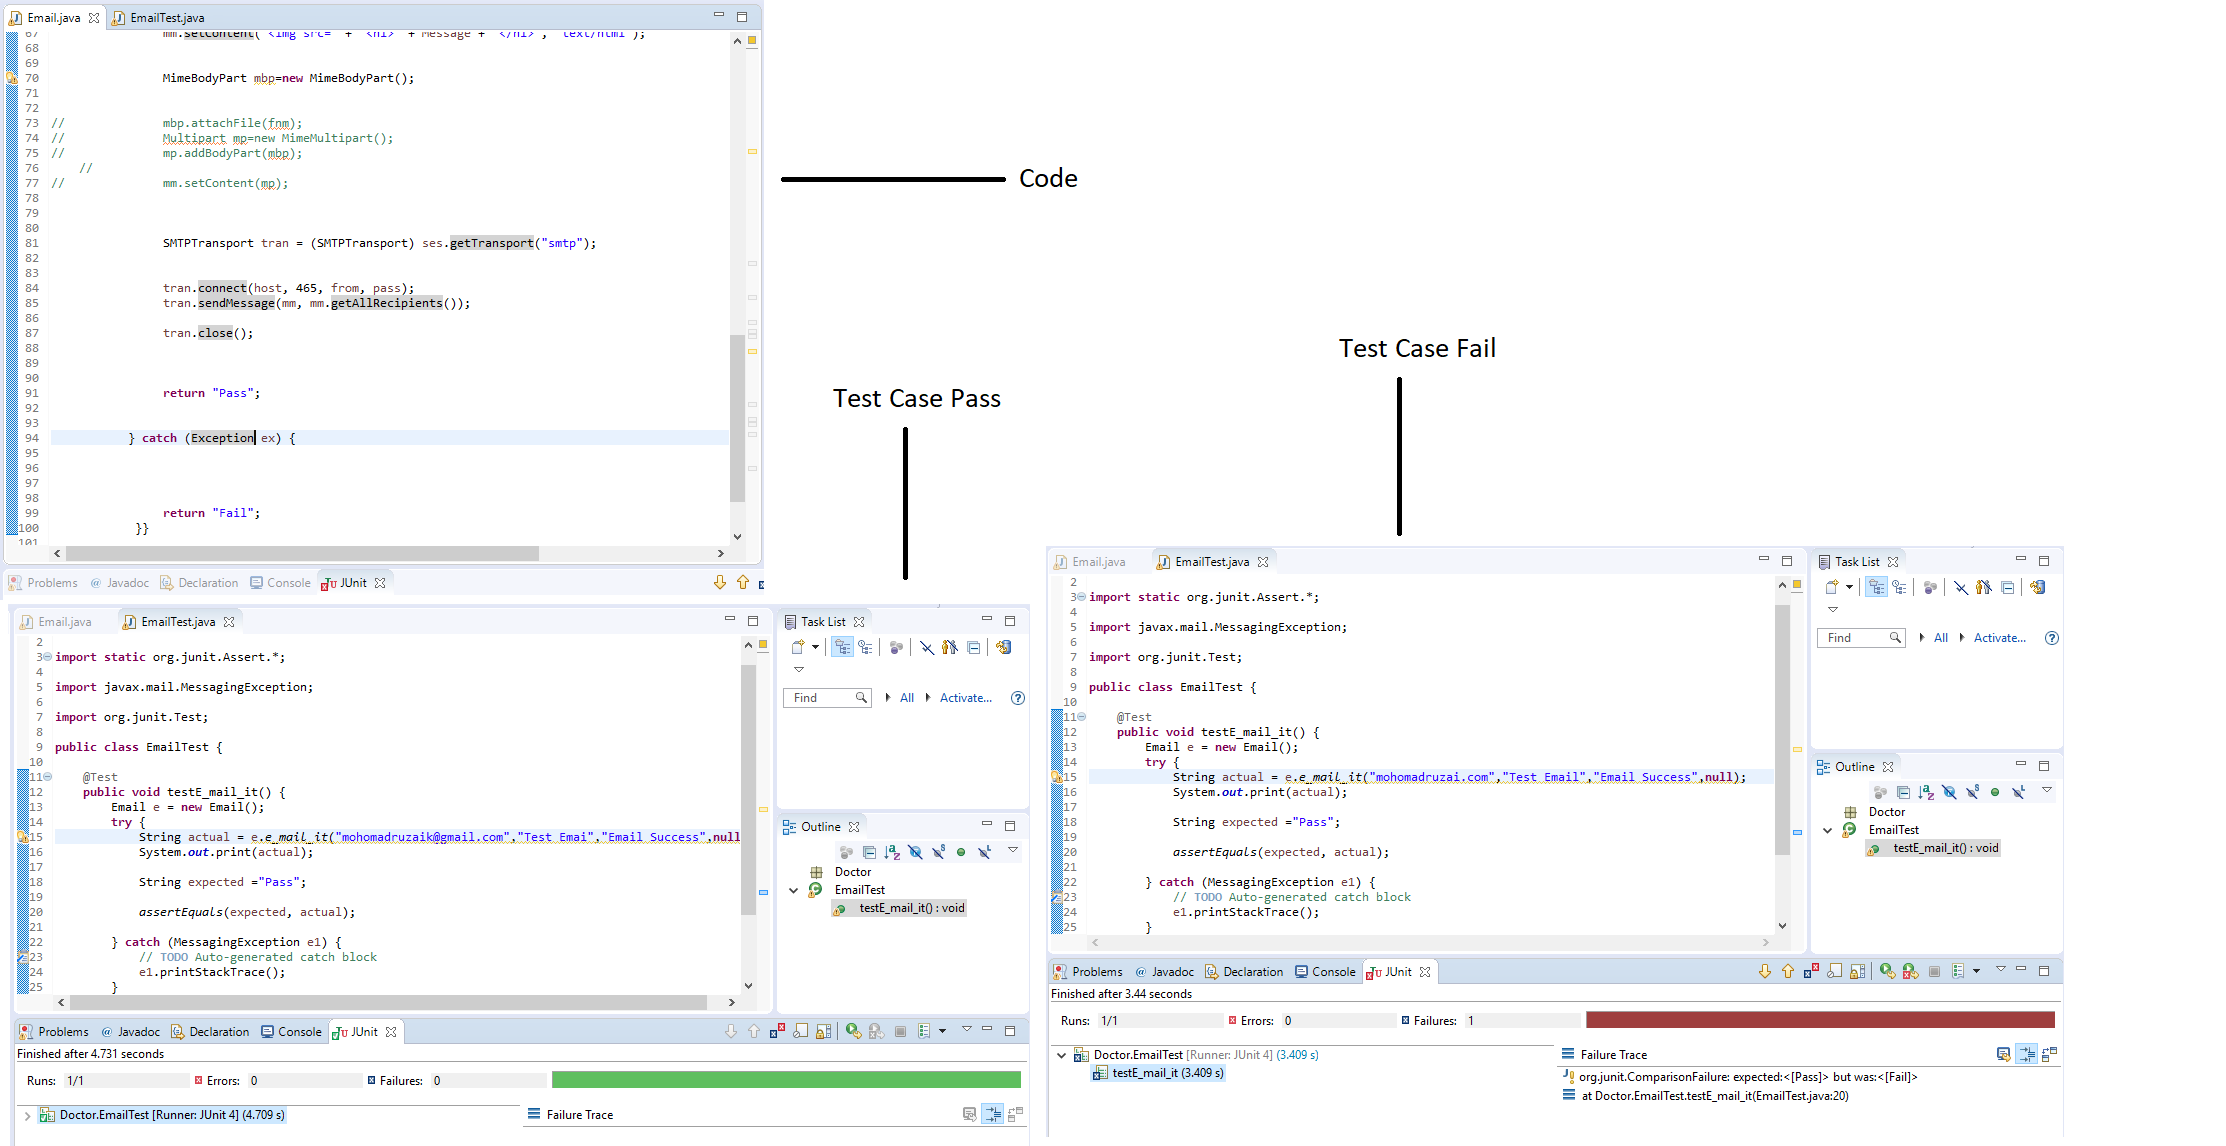 Email.java
EmailTest.java
67 mm.setContent("<img src=" + "<h1>" + Message + "</h1>", "text/html");
68
69
70 MimeBodyPart mbp=new MimeBodyPart();
71
72
73 // mbp.attachFile(fnm);
74 // Multipart mp=new MimeMultipart();
75 // mp.addBodyPart(mbp);
76 //
77 // mm.setContent(mp);
78
79
80
81 SMTPTransport tran = (SMTPTransport) ses.getTransport("smtp");
82
83
84 tran.connect(host, 465, from, pass);
85 tran.sendMessage(mm, mm.getAllRecipients());
86
87 tran.close();
88
89
90
91 return "Pass";
92
93
94 } catch (Exception ex) {
95
96
97
98
99 return "Fail";
100 }}
101
Problems @ Javadoc Declaration Console JUnit
Code
Test Case Pass
Test Case Fail
Email.java
EmailTest.java
2
3 import static org.junit.Assert.*;
4
5 import javax.mail.MessagingException;
6
7 import org.junit.Test;
8
9 public class EmailTest {
10
11 @Test
12 public void testE_mail_it() {
13 Email e = new Email();
14 try {
15 String actual = e.e_mail_it("mohomadruzaik@gmail.com","Test Emai","Email Success",null
16 System.out.print(actual);
17
18 String expected ="Pass";
19
20 assertEquals(expected, actual);
21
22 } catch (MessagingException e1) {
23 // TODO Auto-generated catch block
24 e1.printStackTrace();
25 }
Task List
Find
All
Activate...
Outline
Doctor
EmailTest
testE_mail_it() : void
Problems @ Javadoc Declaration Console JUnit
Finished after 4.731 seconds
Runs: 1/1 Errors: 0 Failures: 0
Doctor.EmailTest [Runner: JUnit 4] (4.709 s)
Failure Trace
Email.java
EmailTest.java
2
3 import static org.junit.Assert.*;
4
5 import javax.mail.MessagingException;
6
7 import org.junit.Test;
8
9 public class EmailTest {
10
11 @Test
12 public void testE_mail_it() {
13 Email e = new Email();
14 try {
15 String actual = e.e_mail_it("mohomadruzai.com","Test Email","Email Success",null);
16 System.out.print(actual);
17
18 String expected ="Pass";
19
20 assertEquals(expected, actual);
21
22 } catch (MessagingException e1) {
23 // TODO Auto-generated catch block
24 e1.printStackTrace();
25 }
Task List
Find
All
Activate...
Outline
Doctor
EmailTest
testE_mail_it() : void
Problems @ Javadoc Declaration Console JUnit
Finished after 3.44 seconds
Runs: 1/1 Errors: 0 Failures: 1
Doctor.EmailTest [Runner: JUnit 4] (3.409 s)
testE_mail_it (3.409 s)
Failure Trace
org.junit.ComparisonFailure: expected:<[Pass]> but was:<[Fail]>
at Doctor.EmailTest.testE_mail_it(EmailTest.java:20)